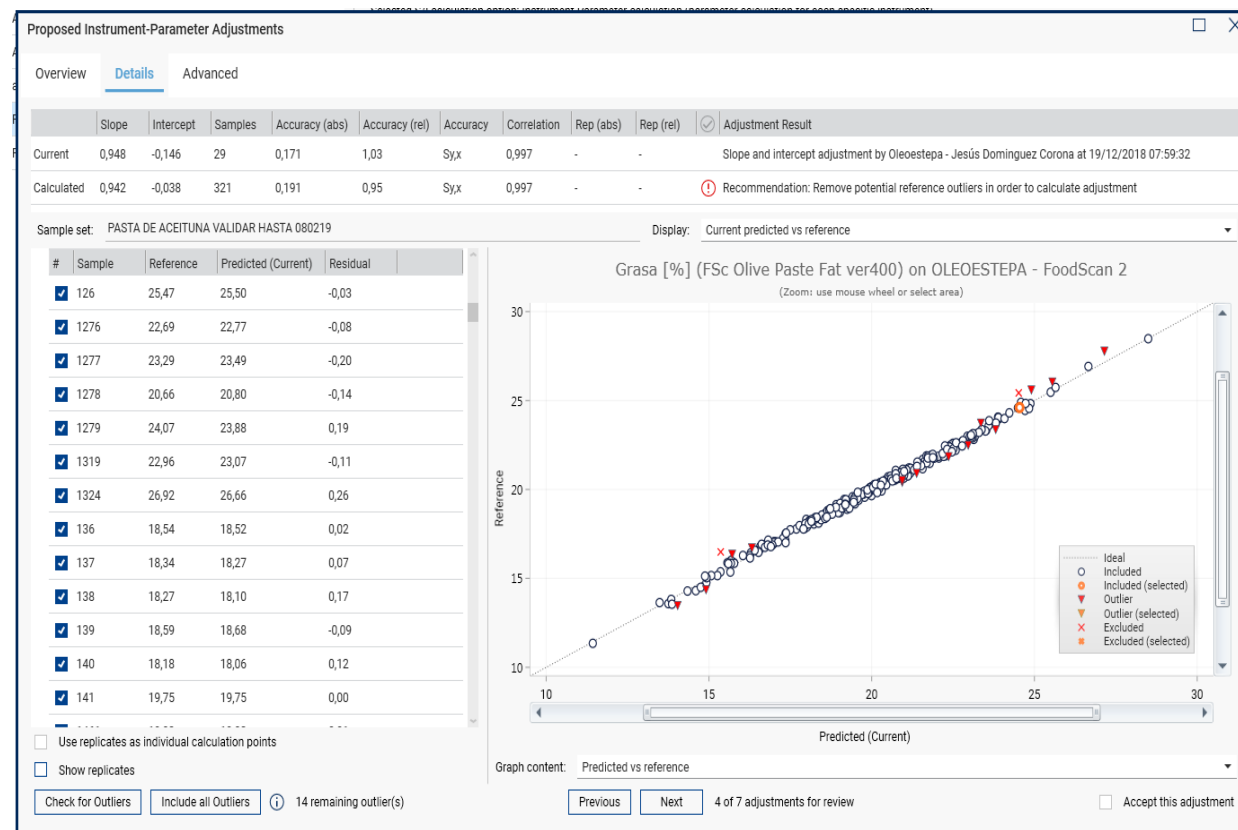 Proposed Instrument-Parameter Adjustments
Overview Details Advanced
Slope Intercept Samples Accuracy (abs) Accuracy (rel) Accuracy Correlation Rep (abs) Rep (rel) Adjustment Result
Current 0,948 -0,146 29 0,171 1,03 Sy,x 0,997 - - Slope and intercept adjustment by Oleoestepa - Jesús Dominguez Corona at 19/12/2018 07:59:32
Calculated 0,942 -0,038 321 0,191 0,95 Sy,x 0,997 - - Recommendation: Remove potential reference outliers in order to calculate adjustment
Sample set: PASTA DE ACEITUNA VALIDAR HASTA 080219 Display: Current predicted vs reference
# Sample Reference Predicted (Current) Residual
126 25,47 25,50 -0,03
1276 22,69 22,77 -0,08
1277 23,29 23,49 -0,20
1278 20,66 20,80 -0,14
1279 24,07 23,88 0,19
1319 22,96 23,07 -0,11
1324 26,92 26,66 0,26
136 18,54 18,52 0,02
137 18,34 18,27 0,07
138 18,27 18,10 0,17
139 18,59 18,68 -0,09
140 18,18 18,06 0,12
141 19,75 19,75 0,00
Grasa [%] (FSc Olive Paste Fat ver400) on OLEOESTEPA - FoodScan 2
(Zoom: use mouse wheel or select area)
30
25
20
15
10
Reference
Ideal
Included
Included (selected)
Outlier
Outlier (selected)
Excluded
Excluded (selected)
10 15 20 25 30
Predicted (Current)
Use replicates as individual calculation points
Show replicates
Graph content: Predicted vs reference
Check for Outliers Include all Outliers 14 remaining outlier(s) Previous Next 4 of 7 adjustments for review Accept this adjustment